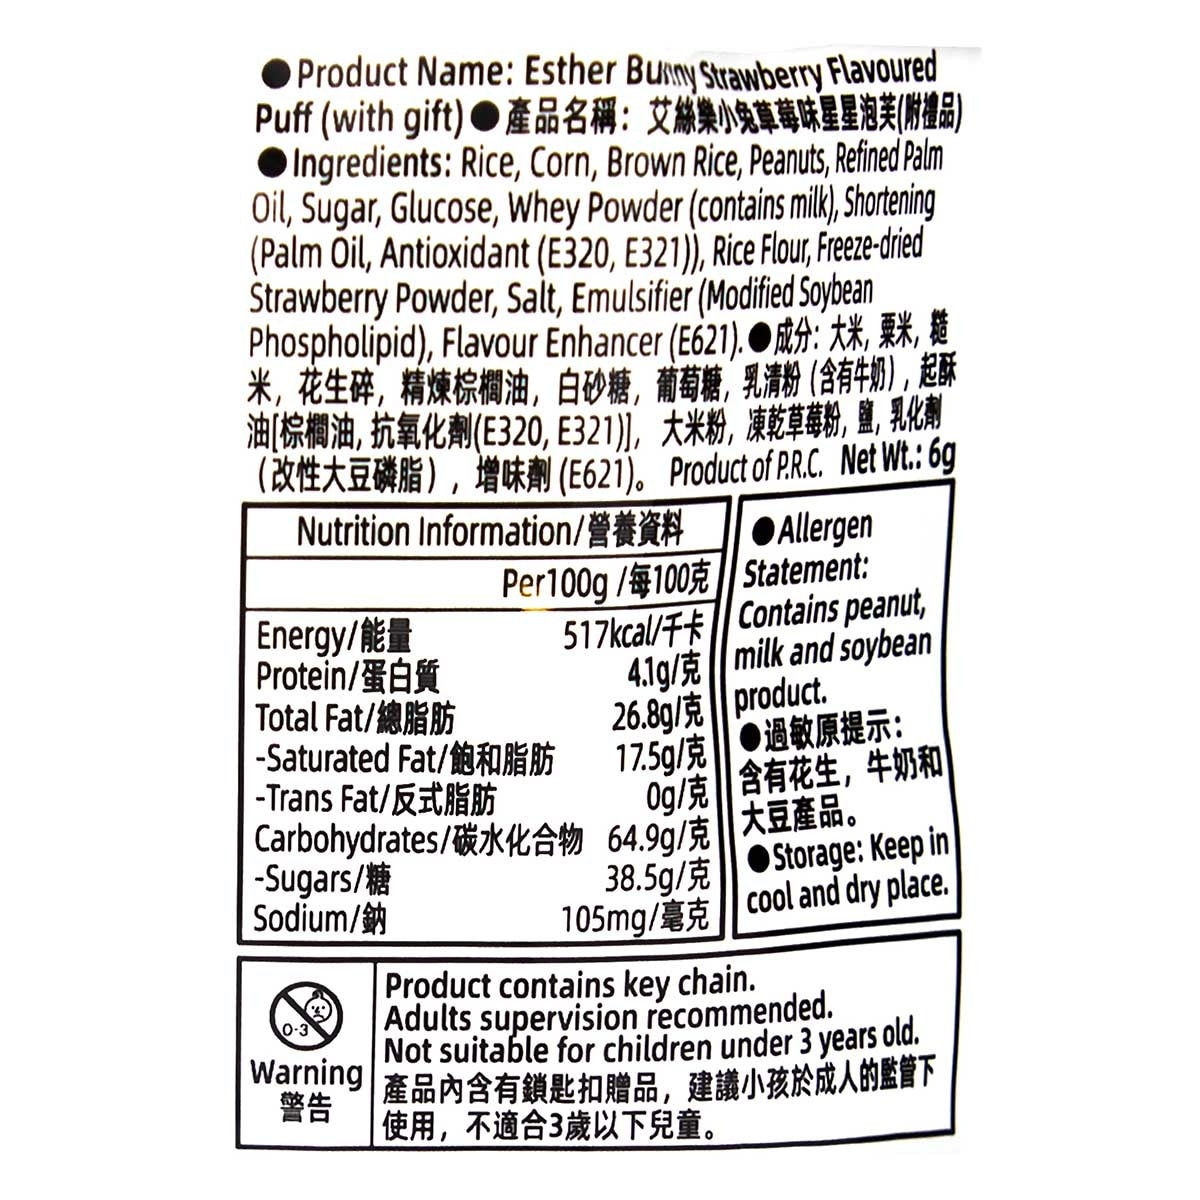 ●Product Name: Esther Bunny Strawberry Flavoured
Puff (with gift)●產品名稱：艾絲樂小兔草莓味星星泡芙(附禮品)
●Ingredients: Rice, Corn, Brown Rice, Peanuts, Refined Palm
Oil, Sugar, Glucose, Whey Powder (contains milk), Shortening
(Palm Oil, Antioxidant (E320, E321)), Rice Flour, Freeze-dried
Strawberry Powder, Salt, Emulsifier (Modified Soybean
Phospholipid), Flavour Enhancer (E621).●成分：大米，粟米，糙
米，花生碎，精煉棕櫚油，白砂糖，葡萄糖，乳清粉（含有牛奶），起酥
油[棕櫚油, 抗氧化劑(E320, E321)]，大米粉，凍乾草莓粉，鹽，乳化劑
（改性大豆磷脂），增味劑 (E621)。 Product of P.R.C. Net Wt.: 6g
Nutrition Information/營養資料
Per100g /每100克
Energy/能量 517kcal/千卡
Protein/蛋白質 4.1g/克
Total Fat/總脂肪 26.8g/克
-Saturated Fat/飽和脂肪 17.5g/克
-Trans Fat/反式脂肪 0g/克
Carbohydrates/碳水化合物 64.9g/克
-Sugars/糖 38.5g/克
Sodium/鈉 105mg/毫克
●Allergen
Statement:
Contains peanut,
milk and soybean
product.
●過敏原提示：
含有花生，牛奶和
大豆產品。
●Storage: Keep in
cool and dry place.
0-3
Warning
警告
Product contains key chain.
Adults supervision recommended.
Not suitable for children under 3 years old.
產品內含有鎖匙扣贈品，建議小孩於成人的監管下
使用，不適合3歲以下兒童。